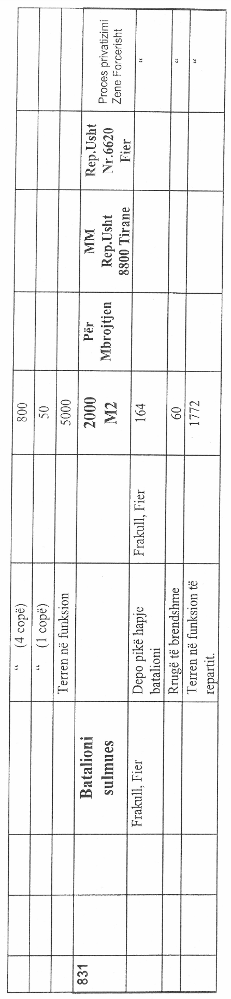 “ (4 copë) 800
“ (1 copë) 50
Terren në funksion 5000
831 Batalioni 2000 Për MM Rep.Usht Proces privatizimi
sulmues M2 Mbrojtjen Rep.Usht Nr.6620 Zene Forcerisht
8800 Tirane Fier
Frakull, Fier Depo pikë hapje Frakull, Fier 164 “
batalioni
Rrugë të brendshme 60 “
Terren në funksion të 1772 “
repartit.